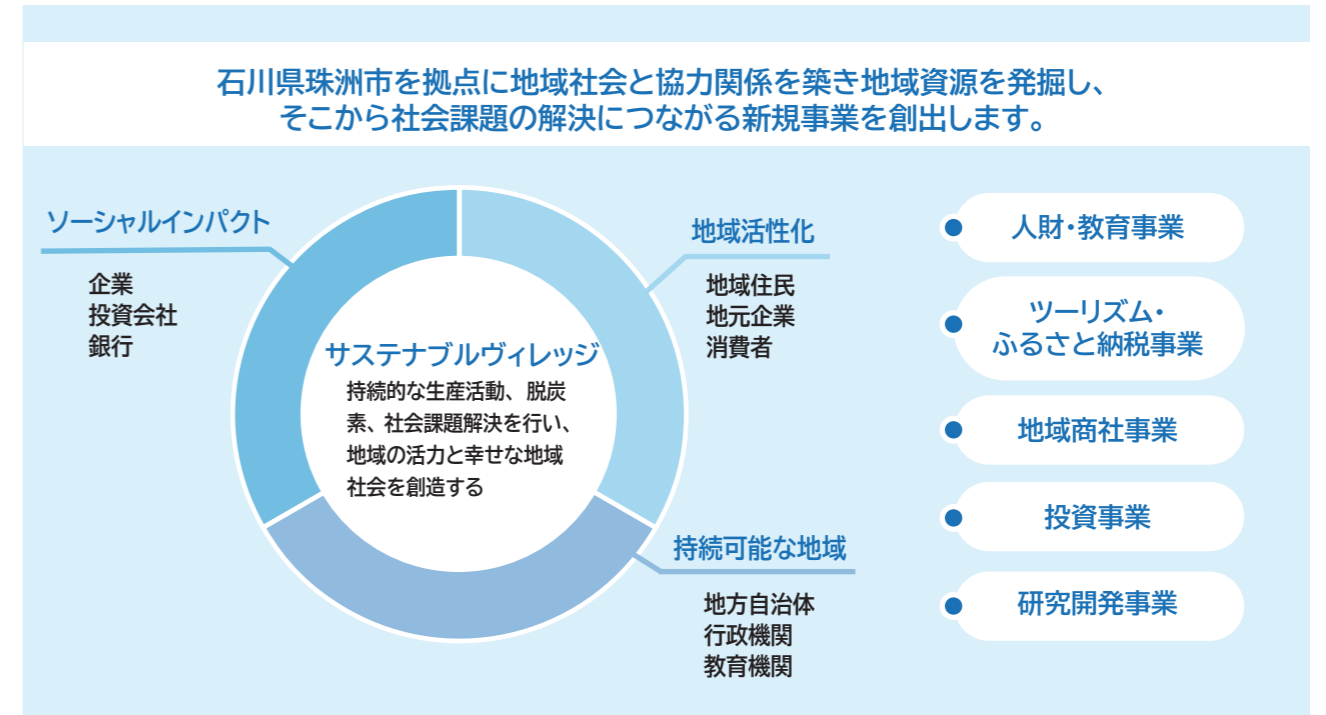 石川県珠洲市を拠点に地域社会と協力関係を築き地域資源を発掘し、
そこから社会課題の解決につながる新規事業を創出します。
ソーシャルインパクト
企業
投資会社
銀行
サステナブルヴィレッジ
持続的な生産活動、脱炭
素、社会課題解決を行い、
地域の活力と幸せな地域
社会を創造する
地域活性化
地域住民
地元企業
消費者
持続可能な地域
地方自治体
行政機関
教育機関
人財・教育事業
ツーリズム・
ふるさと納税事業
地域商社事業
投資事業
研究開発事業